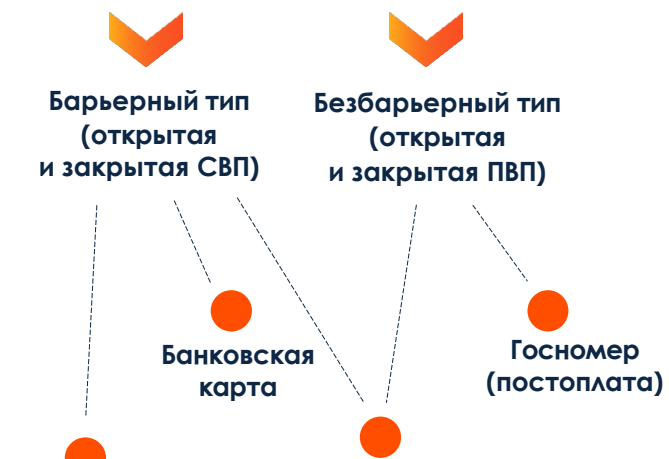 Барьерный тип
(открытая
и закрытая СВП)
Безбарьерный тип
(открытая
и закрытая ПВП)
Банковская
карта
Госномер
(постоплата)